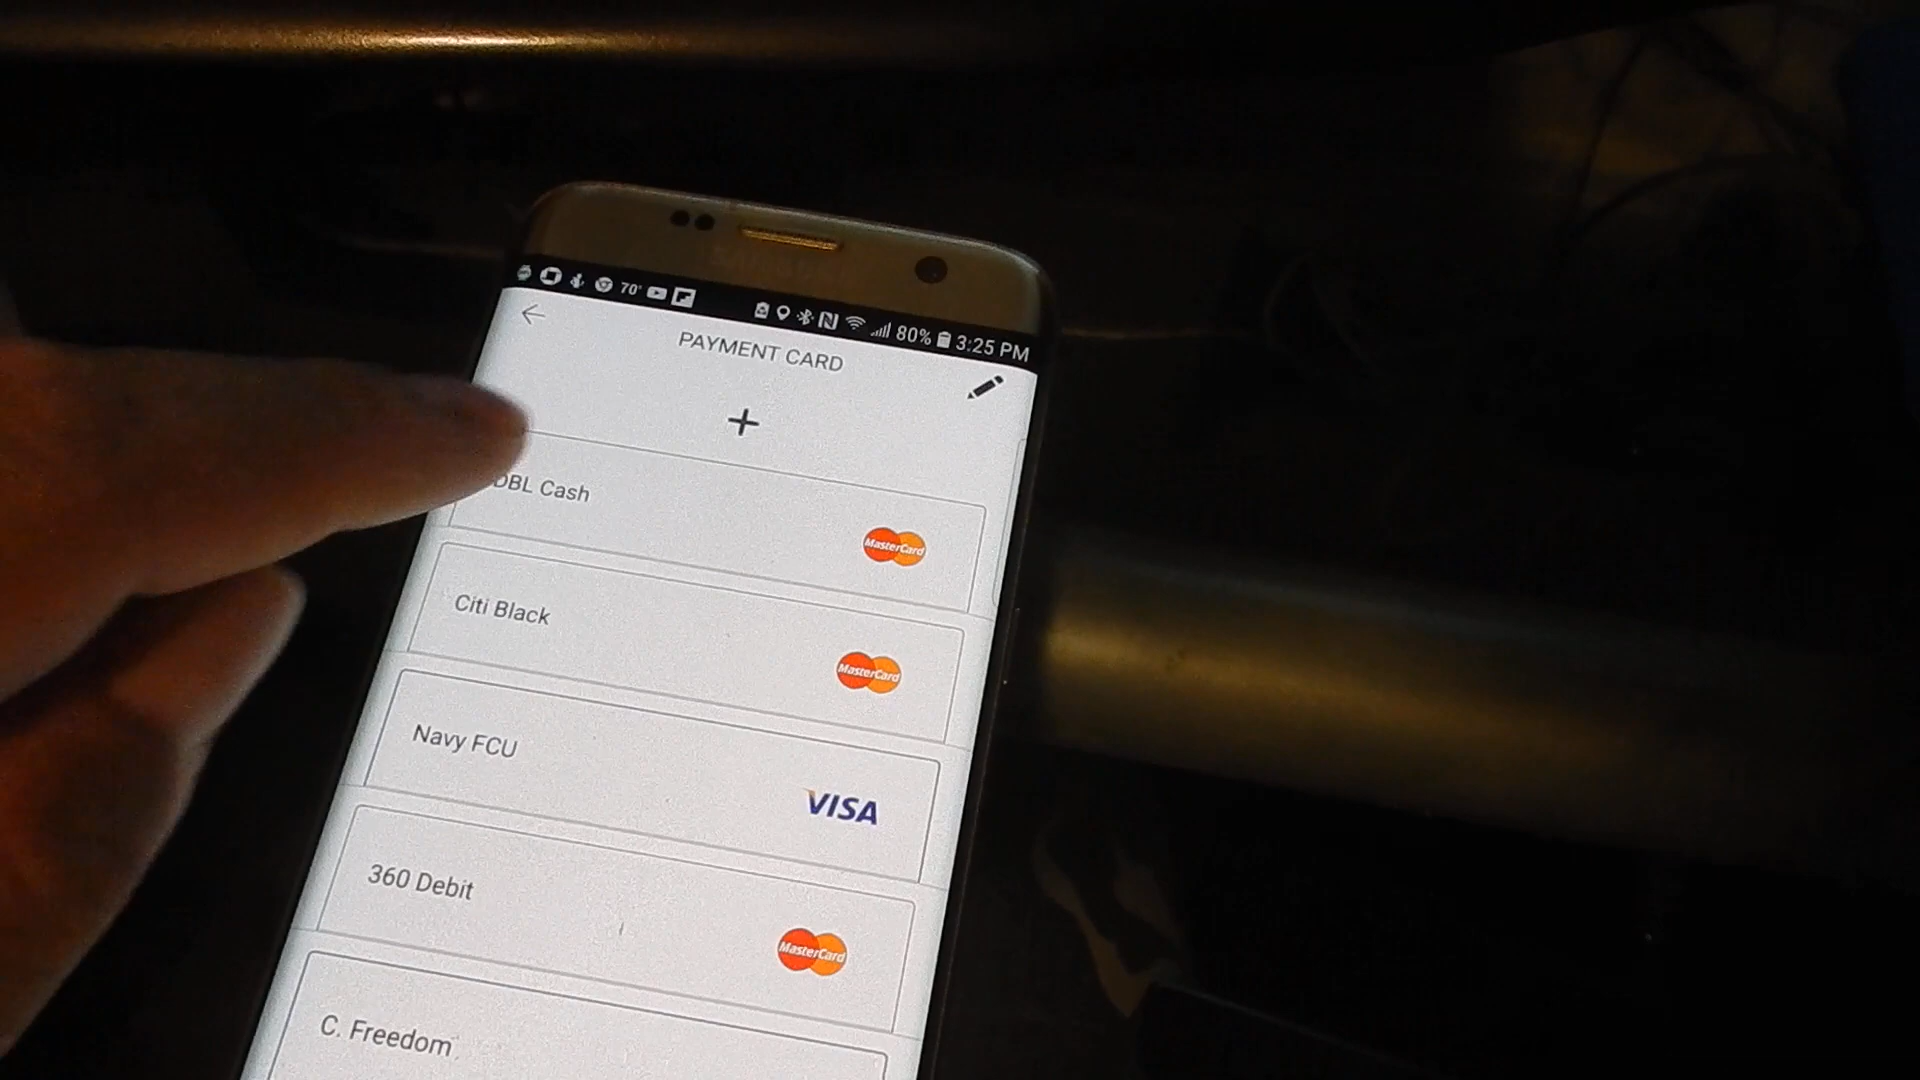 70°
80% 3:25 PM
PAYMENT CARD
+
DBL Cash
MasterCard
Citi Black
MasterCard
Navy FCU
VISA
360 Debit
MasterCard
C. Freedom